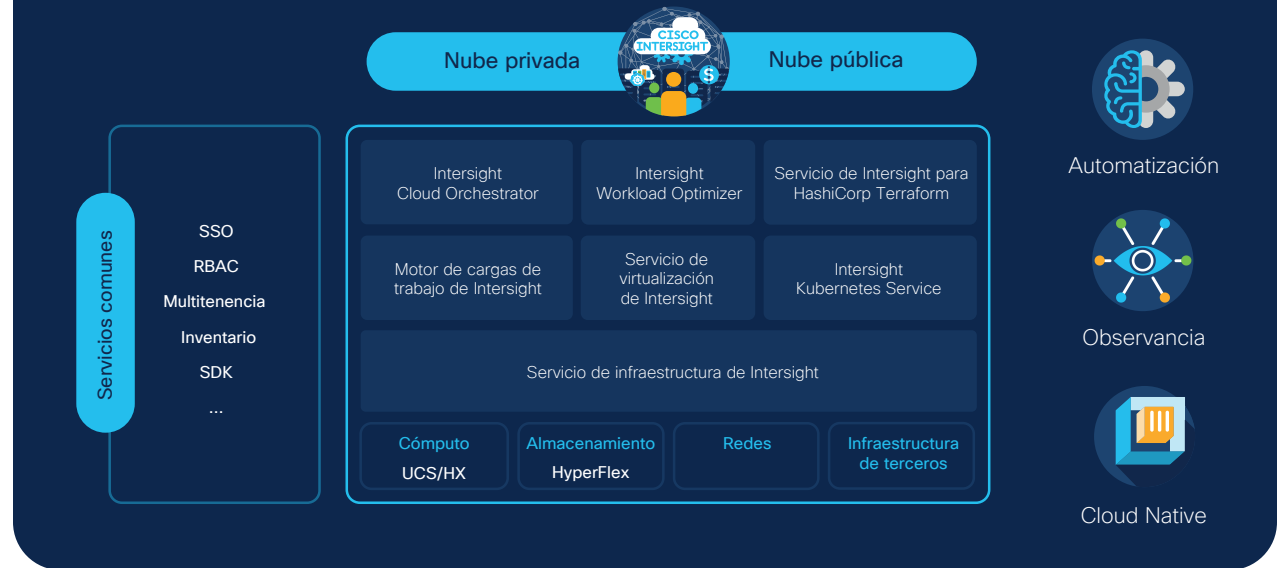 Nube privada
CISCO
INTERSIGHT
S
Nube pública
Servicios comunes
SSO
RBAC
Multitenencia
Inventario
SDK
...
Intersight
Cloud Orchestrator
Intersight
Workload Optimizer
Servicio de Intersight para
HashiCorp Terraform
Motor de cargas de
trabajo de Intersight
Servicio de
virtualización
de Intersight
Intersight
Kubernetes Service
Servicio de infraestructura de Intersight
Cómputo
UCS/HX
Almacenamiento
HyperFlex
Redes
Infraestructura
de terceros
Automatización
Observancia
Cloud Native